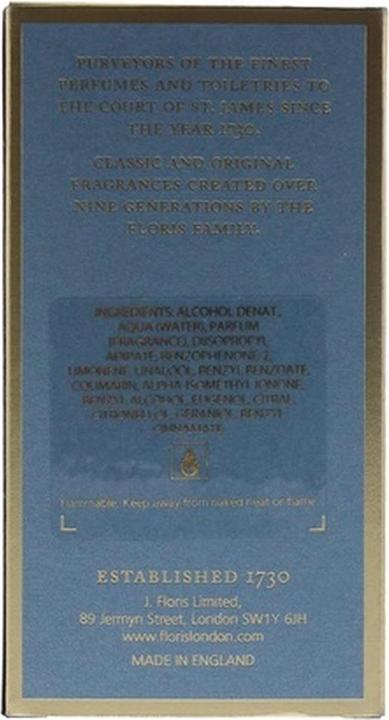 PURVEYORS OF THE FINEST
PERFUMES AND TOILETRIES TO
THE COURT OF ST. JAMES SINCE
THE YEAR 1730.
CLASSIC AND ORIGINAL
FRAGRANCES CREATED OVER
NINE GENERATIONS BY THE
FLORIS FAMILY.
INGREDIENTS: ALCOHOL DENAT.,
AQUA (WATER), PARFUM
(FRAGRANCE), DIISOPROPYL
ADIPATE, BENZOPHENONE-2,
LIMONENE, LINALOOL, BENZYL BENZOATE,
COUMARIN, ALPHA-ISOMETHYL IONONE,
BENZYL ALCOHOL, EUGENOL, CITRAL,
CITRONELLOL, GERANIOL, BENZYL
CINNAMATE.
Flammable: Keep away from naked heat or flame
ESTABLISHED 1730
J. Floris Limited,
89 Jermyn Street, London SW1Y 6JH
www.florislondon.com
MADE IN ENGLAND